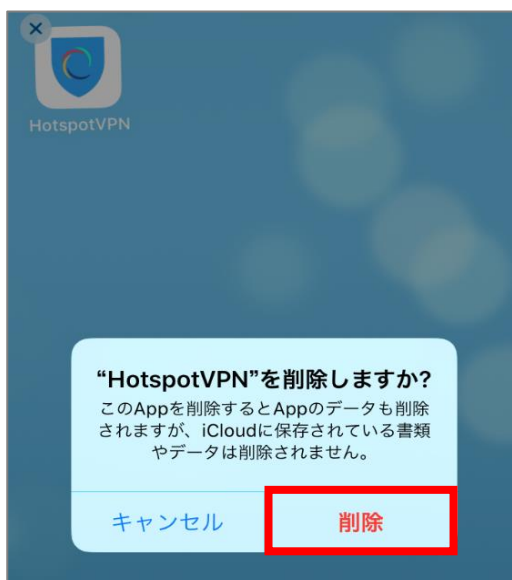 HotspotVPN
“HotspotVPN”を削除しますか?
このAppを削除するとAppのデータも削除
されますが、iCloudに保存されている書類
やデータは削除されません。
キャンセル
削除